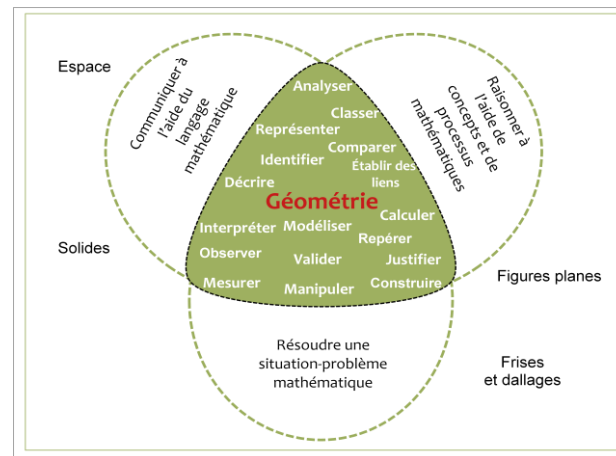 Espace
Communiquer à
l'aide du
langage
mathématique
Raisonner à
l'aide de
concepts et de
processus
mathématiques
Analyser
Classer
Représenter
Comparer
Identifier
Établir des
liens
Décrire
Géométrie
Calculer
Interpréter
Modéliser
Repérer
Observer
Valider
Justifier
Mesurer
Manipuler
Construire
Solides
Figures planes
Résoudre une
situation-problème
mathématique
Frises
et dallages